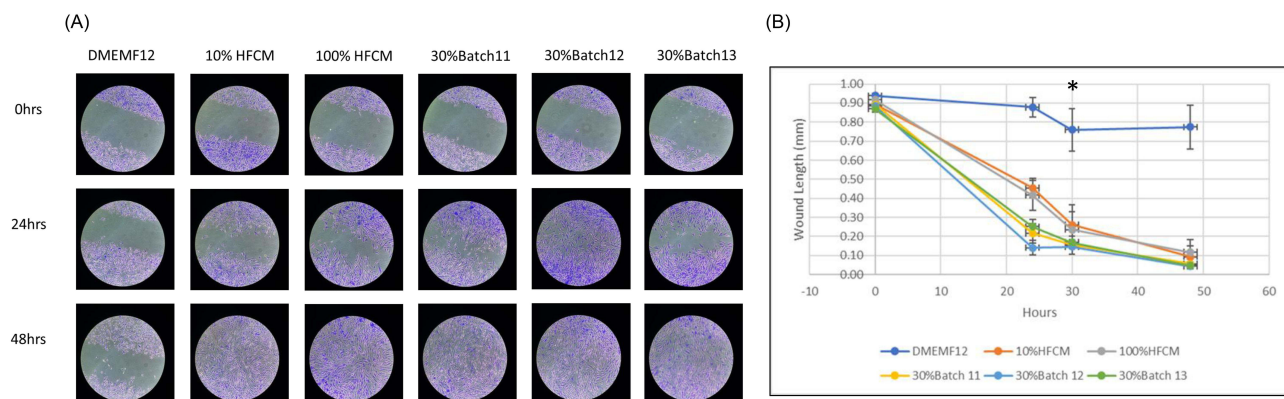 (A)
DMEMF12 10% HFCM 100% HFCM 30%Batch11 30%Batch12 30%Batch13
0hrs
24hrs
48hrs
(B)
*
1.00
0.90
0.80
0.70
0.60
0.50
0.40
0.30
0.20
0.10
0.00
Wound Length (mm)
-10 0 10 20 30 40 50 60
Hours
DMEMF12 10%HFCM 100%HFCM
30%Batch 11 30%Batch 12 30%Batch 13